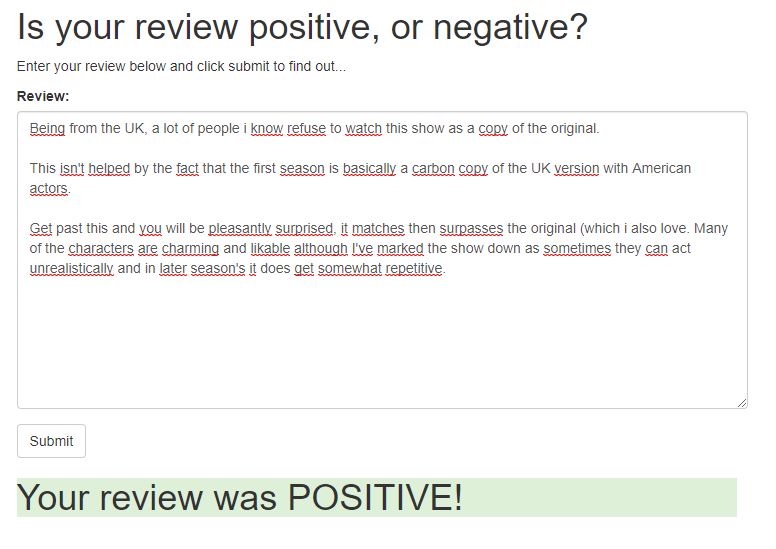 Is your review positive, or negative?
Enter your review below and click submit to find out...
Review:
Being from the UK, a lot of people i know refuse to watch this show as a copy of the original.
This isn't helped by the fact that the first season is basically a carbon copy of the UK version with American
actors.
Get past this and you will be pleasantly surprised, it matches then surpasses the original (which i also love. Many
of the characters are charming and likable although I've marked the show down as sometimes they can act
unrealistically and in later season's it does get somewhat repetitive.
Submit
Your review was POSITIVE!